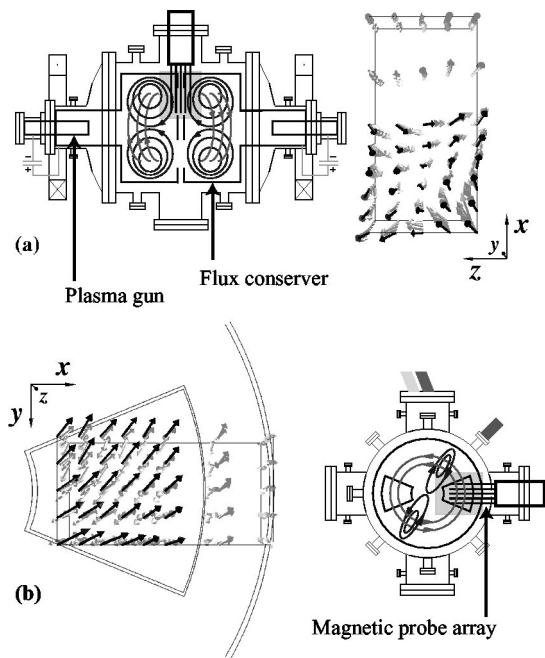 (a)
−
+
−
+
Plasma gun
Flux conserver
x
y
z
(b)
x
z
y
Magnetic probe array